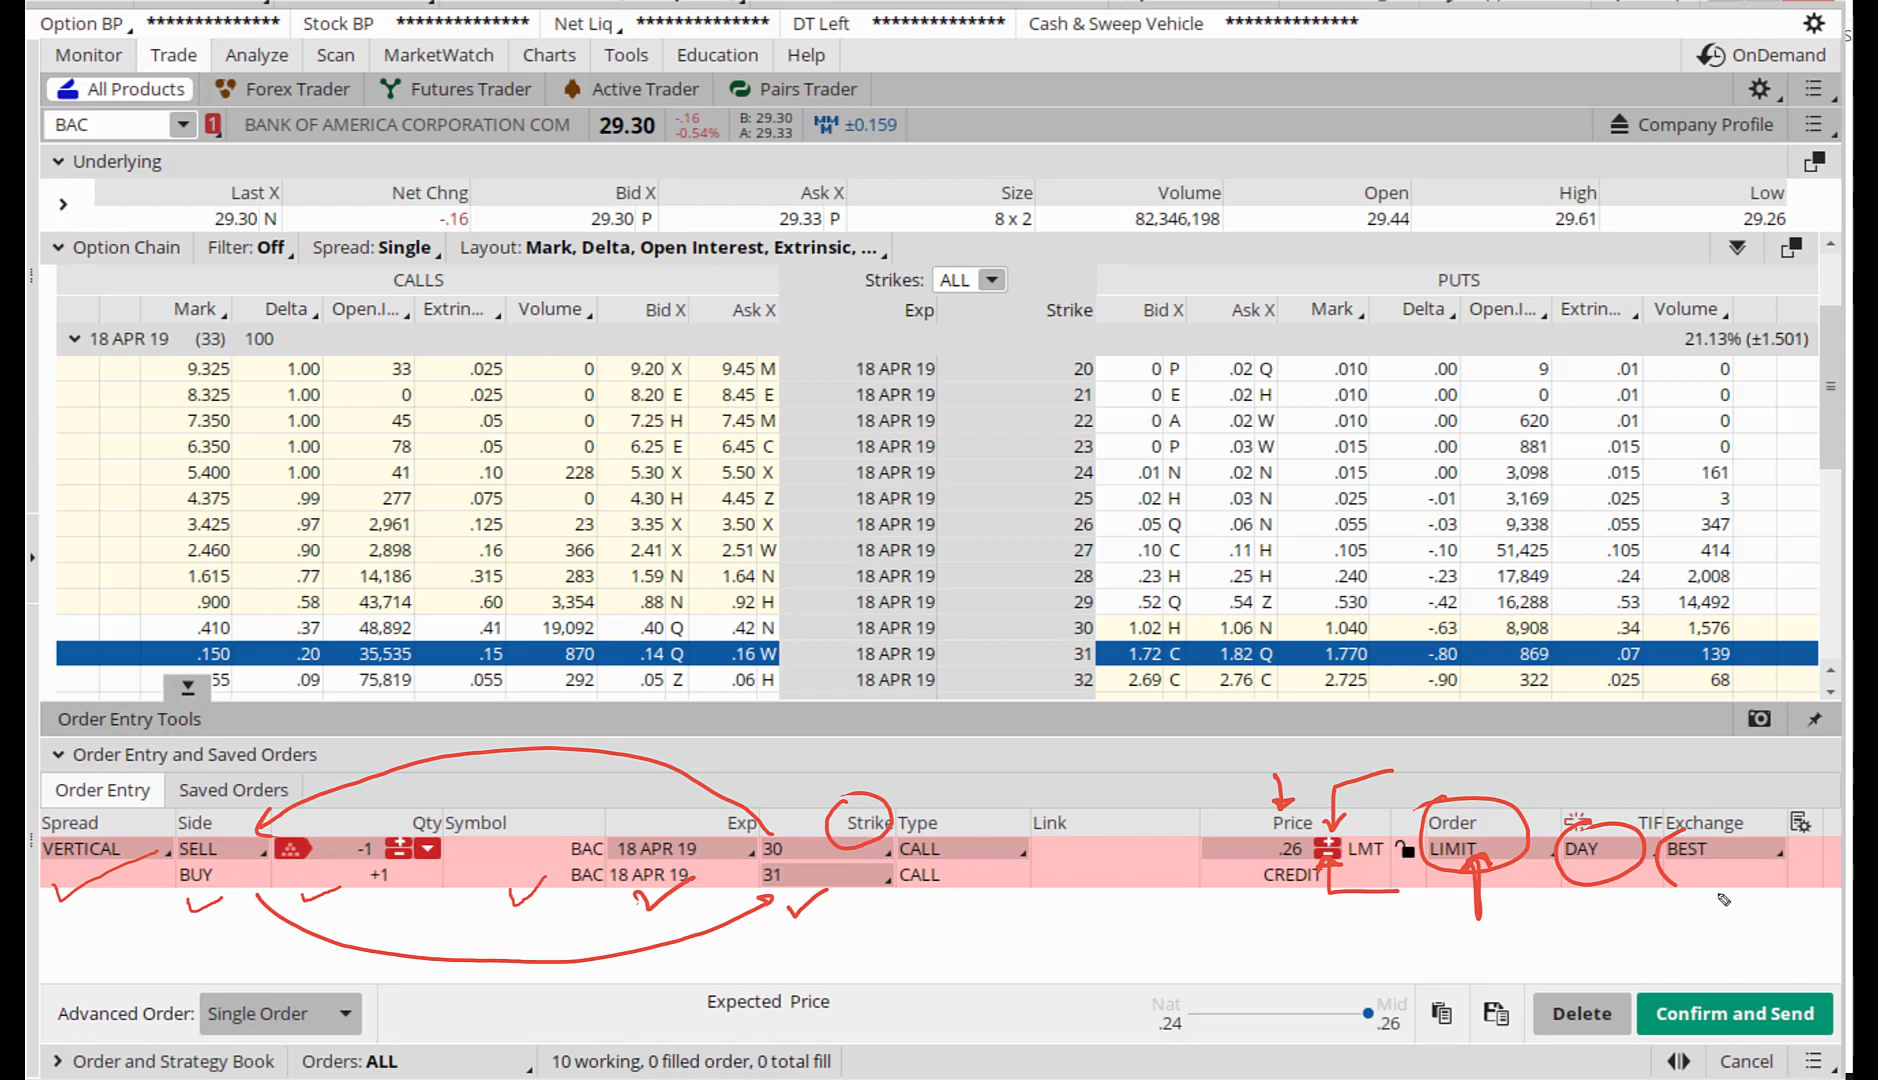 Option BP ************** Stock BP ************** Net Liq ************** DT Left ************** Cash & Sweep Vehicle **************
Monitor Trade Analyze Scan MarketWatch Charts Tools Education Help OnDemand
All Products Forex Trader Futures Trader Active Trader Pairs Trader
BAC 1 BANK OF AMERICA CORPORATION COM 29.30 -.16 -0.54% B: 29.30 A: 29.33 MMM ±0.159 Company Profile
Underlying
Last X Net Chng Bid X Ask X Size Volume Open High Low
29.30 N -.16 29.30 P 29.33 P 8 x 2 82,346,198 29.44 29.61 29.26
Option Chain Filter: Off Spread: Single Layout: Mark, Delta, Open Interest, Extrinsic, ...
CALLS Strikes: ALL PUTS
Mark Delta Open.I... Extrin... Volume Bid X Ask X Exp Strike Bid X Ask X Mark Delta Open.I... Extrin... Volume
18 APR 19 (33) 100 21.13% (±1.501)
9.325 1.00 33 .025 0 9.20 X 9.45 M 18 APR 19 20 0 P .02 Q .010 .00 9 .01 0
8.325 1.00 0 .025 0 8.20 E 8.45 E 18 APR 19 21 0 E .02 H .010 .00 0 .01 0
7.350 1.00 45 .05 0 7.25 H 7.45 M 18 APR 19 22 0 A .02 W .010 .00 620 .01 0
6.350 1.00 78 .05 0 6.25 E 6.45 C 18 APR 19 23 0 P .03 W .015 .00 881 .015 0
5.400 1.00 41 .10 228 5.30 X 5.50 X 18 APR 19 24 .01 N .02 N .015 .00 3,098 .015 161
4.375 .99 277 .075 0 4.30 H 4.45 Z 18 APR 19 25 .02 H .03 N .025 -.01 3,169 .025 3
3.425 .97 2,961 .125 23 3.35 X 3.50 X 18 APR 19 26 .05 Q .06 N .055 -.03 9,338 .055 347
2.460 .90 2,898 .16 366 2.41 X 2.51 W 18 APR 19 27 .10 C .11 H .105 -.10 51,425 .105 414
1.615 .77 14,186 .315 283 1.59 N 1.64 N 18 APR 19 28 .23 H .25 H .240 -.23 17,849 .24 2,008
.900 .58 43,714 .60 3,354 .88 N .92 H 18 APR 19 29 .52 Q .54 Z .530 -.42 16,288 .53 14,492
.410 .37 48,892 .41 19,092 .40 Q .42 N 18 APR 19 30 1.02 H 1.06 N 1.040 -.63 8,908 .34 1,576
.150 .20 35,535 .15 870 .14 Q .16 W 18 APR 19 31 1.72 C 1.82 Q 1.770 -.80 869 .07 139
55 .09 75,819 .055 292 .05 Z .06 H 18 APR 19 32 2.69 C 2.76 C 2.725 -.90 322 .025 68
Order Entry Tools
Order Entry and Saved Orders
Order Entry Saved Orders
Spread Side Qty Symbol Exp Strike Type Link Price Order TIF Exchange
VERTICAL SELL -1 BAC 18 APR 19 30 CALL .26 LMT LIMIT DAY BEST
BUY +1 BAC 18 APR 19 31 CALL CREDIT
Advanced Order: Single Order Expected Price Nat .24 Mid .26 Delete Confirm and Send
Order and Strategy Book Orders: ALL 10 working, 0 filled order, 0 total fill Cancel